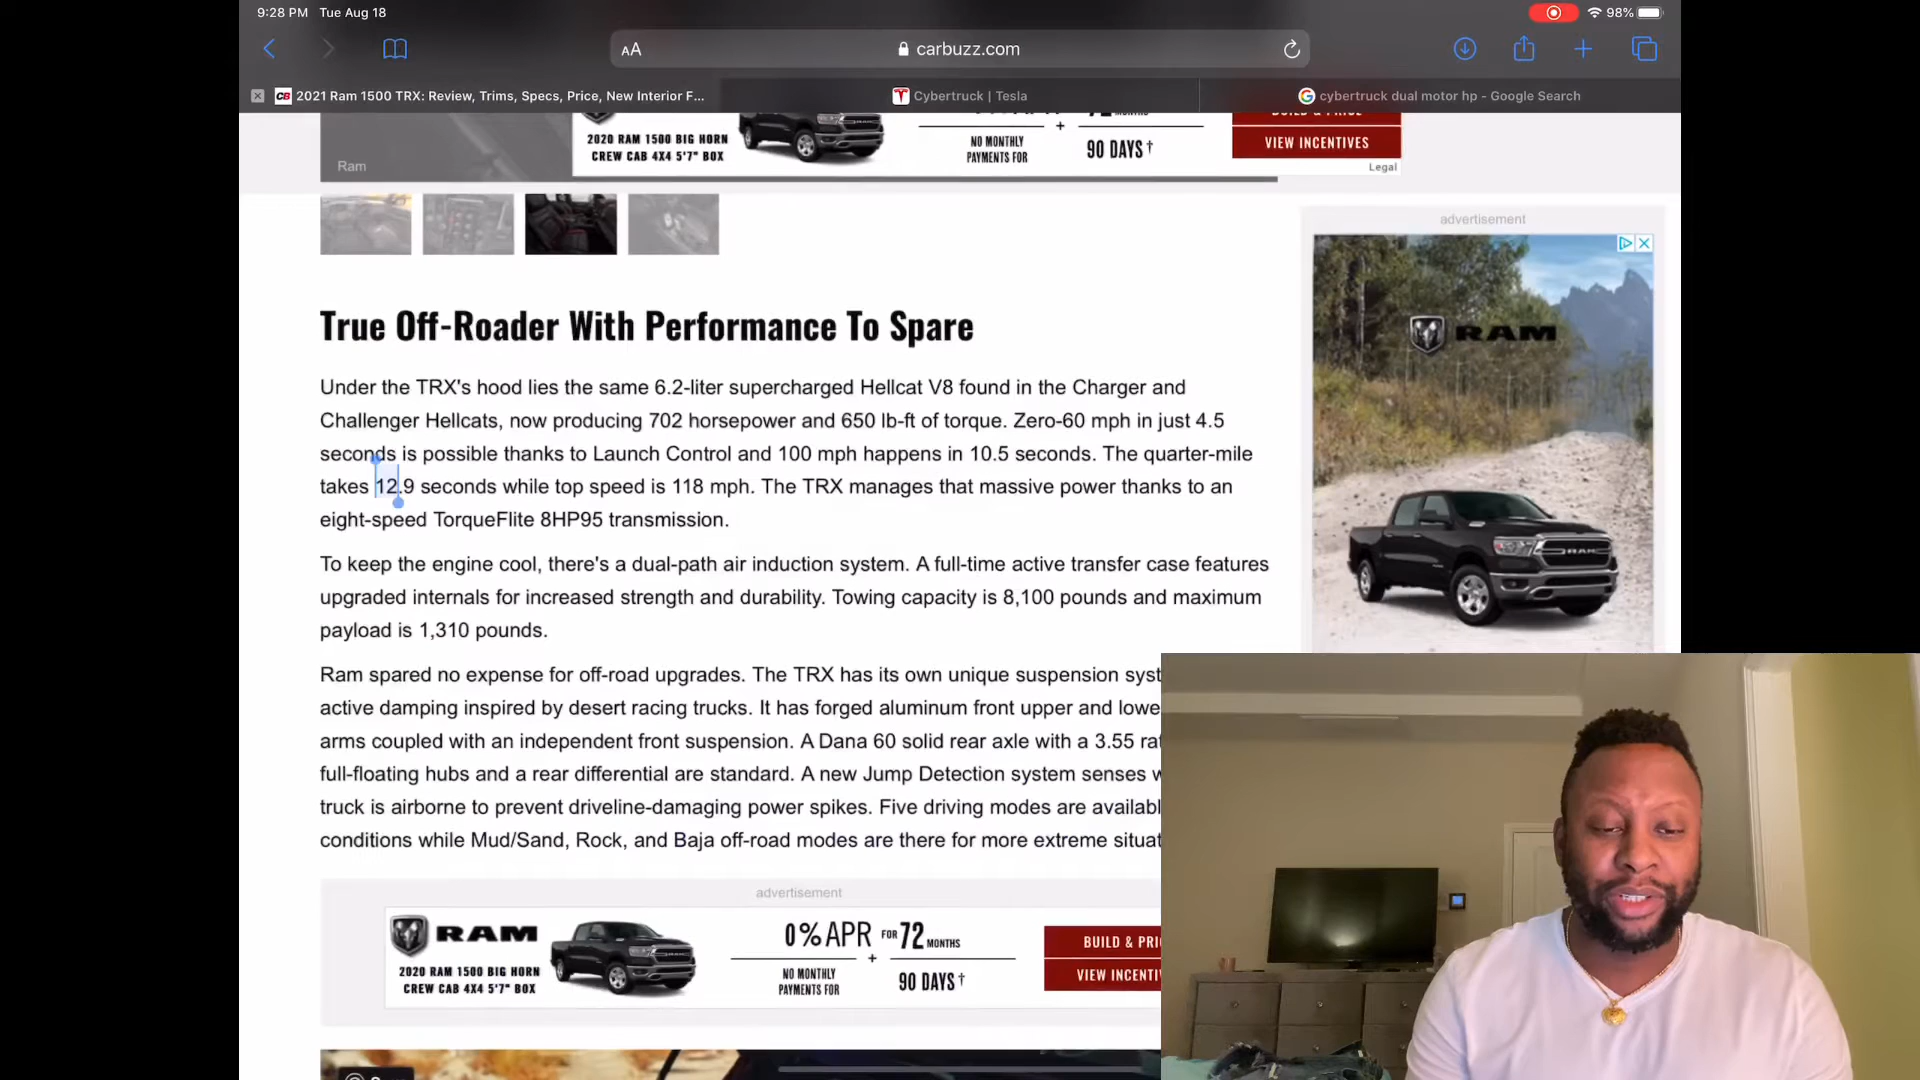 9:28 PM Tue Aug 18
98%
AA
carbuzz.com
CB 2021 Ram 1500 TRX: Review, Trims, Specs, Price, New Interior F...
Cybertruck | Tesla
cybertruck dual motor hp - Google Search
2020 RAM 1500 BIG HORN
CREW CAB 4X4 5'7" BOX
NO MONTHLY
PAYMENTS FOR
+
90 DAYS†
VIEW INCENTIVES
Legal
Ram
advertisement
RAM
True Off-Roader With Performance To Spare
Under the TRX's hood lies the same 6.2-liter supercharged Hellcat V8 found in the Charger and
Challenger Hellcats, now producing 702 horsepower and 650 lb-ft of torque. Zero-60 mph in just 4.5
seconds is possible thanks to Launch Control and 100 mph happens in 10.5 seconds. The quarter-mile
takes 12.9 seconds while top speed is 118 mph. The TRX manages that massive power thanks to an
eight-speed TorqueFlite 8HP95 transmission.
To keep the engine cool, there's a dual-path air induction system. A full-time active transfer case features
upgraded internals for increased strength and durability. Towing capacity is 8,100 pounds and maximum
payload is 1,310 pounds.
Ram spared no expense for off-road upgrades. The TRX has its own unique suspension syst
active damping inspired by desert racing trucks. It has forged aluminum front upper and lowe
arms coupled with an independent front suspension. A Dana 60 solid rear axle with a 3.55 rat
full-floating hubs and a rear differential are standard. A new Jump Detection system senses w
truck is airborne to prevent driveline-damaging power spikes. Five driving modes are availabl
conditions while Mud/Sand, Rock, and Baja off-road modes are there for more extreme situat
advertisement
RAM
2020 RAM 1500 BIG HORN
CREW CAB 4X4 5'7" BOX
0% APR FOR 72 MONTHS
+
NO MONTHLY
PAYMENTS FOR
90 DAYS†
BUILD & PRI
VIEW INCENTI